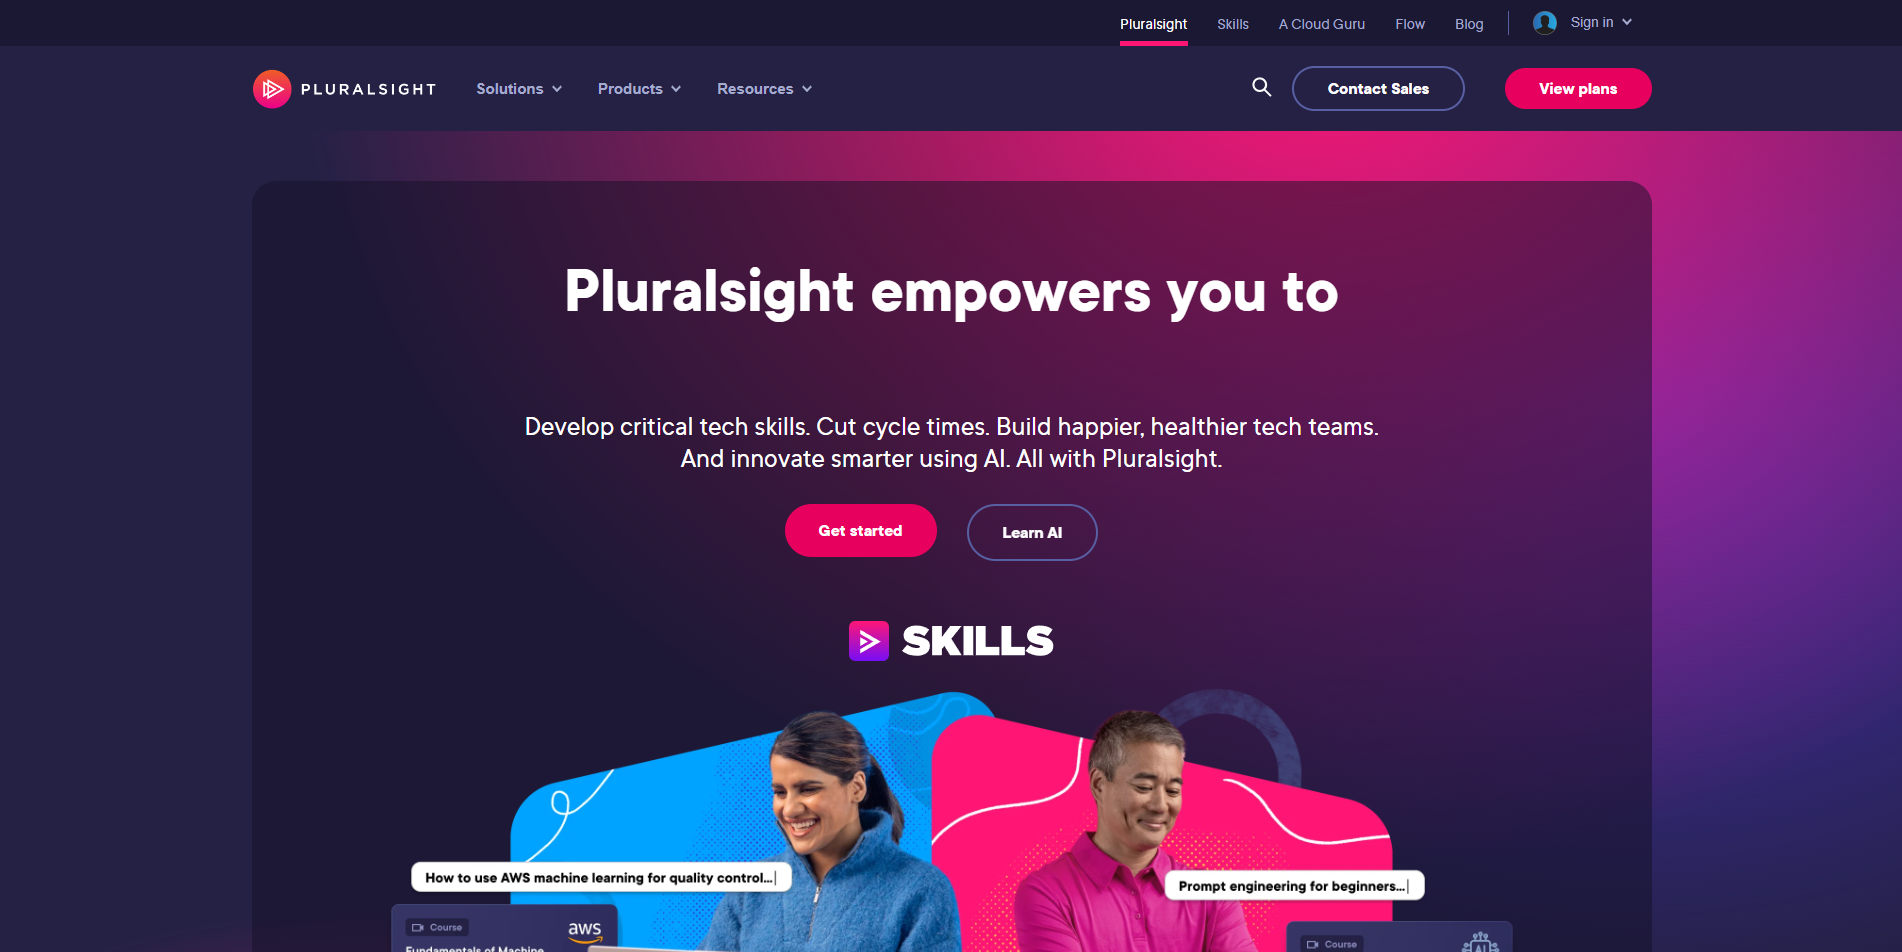 Pluralsight Skills A Cloud Guru Flow Blog Sign in
PLURALSIGHT Solutions Products Resources Contact Sales View plans
Pluralsight empowers you to
Develop critical tech skills. Cut cycle times. Build happier, healthier tech teams.
And innovate smarter using AI. All with Pluralsight.
Get started Learn AI
SKILLS
How to use AWS machine learning for quality control...
Prompt engineering for beginners...
Course aws
Fundamentals of Machine
Course AI